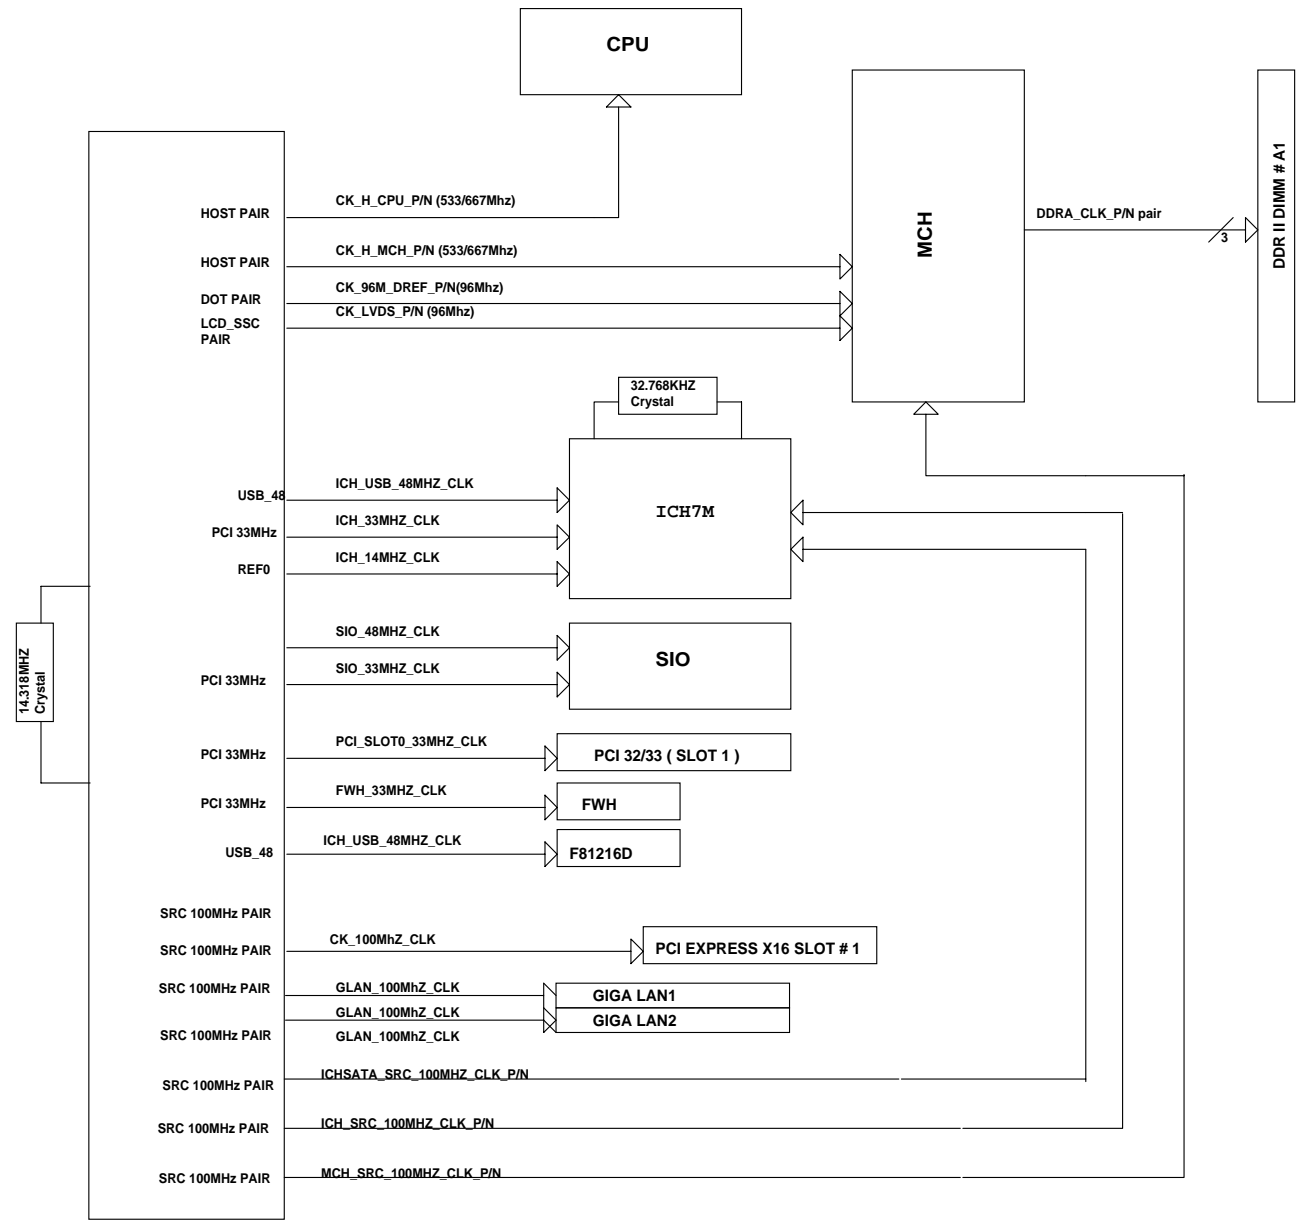 CPU
MCH
DDR II DIMM # A1
HOST PAIR
CK_H_CPU_P/N (533/667Mhz)
DDRA_CLK_P/N pair
3
HOST PAIR
CK_H_MCH_P/N (533/667Mhz)
DOT PAIR
CK_96M_DREF_P/N(96Mhz)
LCD_SSC
PAIR
CK_LVDS_P/N (96Mhz)
32.768KHZ
Crystal
ICH7M
USB_48
ICH_USB_48MHZ_CLK
PCI 33MHz
ICH_33MHZ_CLK
REF0
ICH_14MHZ_CLK
14.318MHZ
Crystal
SIO_48MHZ_CLK
SIO
PCI 33MHz
SIO_33MHZ_CLK
PCI 33MHz
PCI_SLOT0_33MHZ_CLK
PCI 32/33 ( SLOT 1 )
PCI 33MHz
FWH_33MHZ_CLK
FWH
USB_48
ICH_USB_48MHZ_CLK
F81216D
SRC 100MHz PAIR
SRC 100MHz PAIR
CK_100MhZ_CLK
PCI EXPRESS X16 SLOT # 1
SRC 100MHz PAIR
GLAN_100MhZ_CLK
GIGA LAN1
GLAN_100MhZ_CLK
GIGA LAN2
SRC 100MHz PAIR
GLAN_100MhZ_CLK
SRC 100MHz PAIR
ICHSATA_SRC_100MHZ_CLK_P/N
SRC 100MHz PAIR
ICH_SRC_100MHZ_CLK_P/N
SRC 100MHz PAIR
MCH_SRC_100MHZ_CLK_P/N